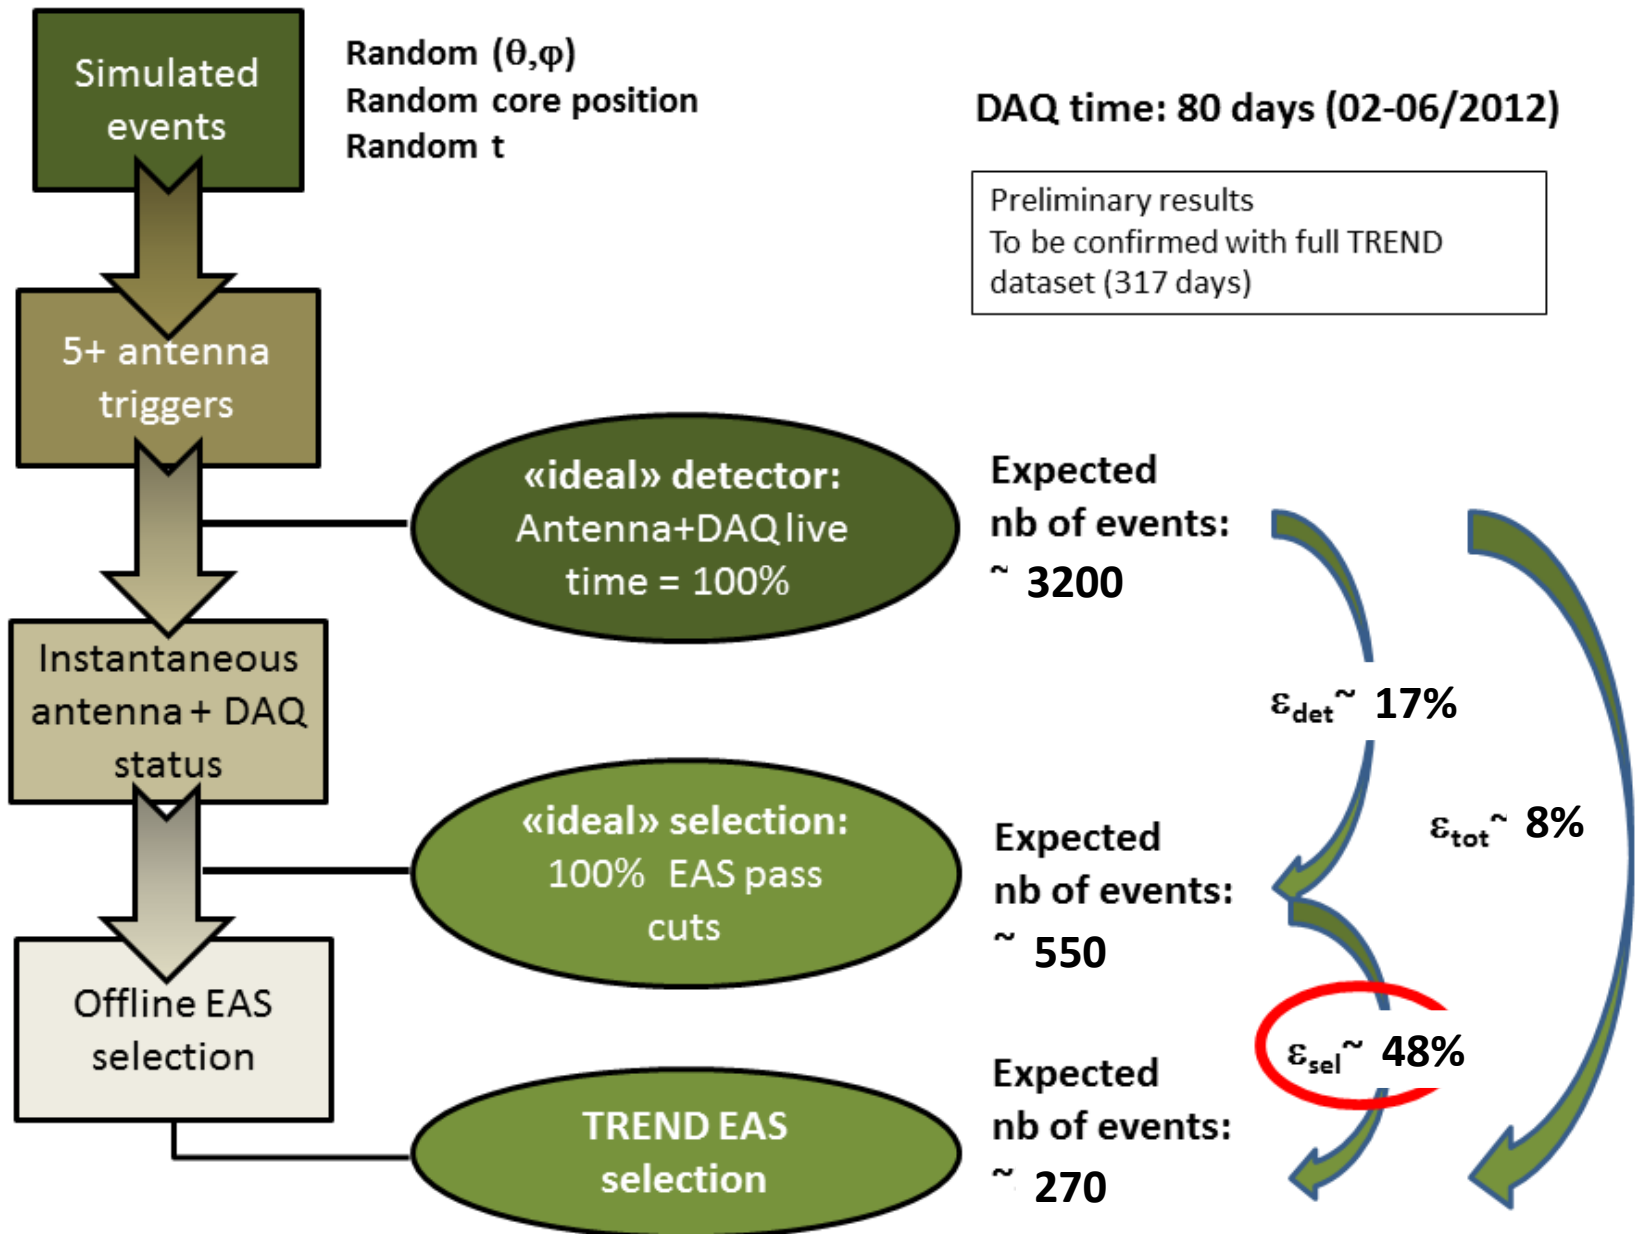 Simulated
events
Random (θ,φ)
Random core position
Random t
DAQ time: 80 days (02-06/2012)
Preliminary results
To be confirmed with full TREND
dataset (317 days)
5+ antenna
triggers
«ideal» detector:
Antenna+DAQ live
time = 100%
Expected
nb of events:
~ 3200
Instantaneous
antenna + DAQ
status
εdet~ 17%
εtot~ 8%
«ideal» selection:
100% EAS pass
cuts
Expected
nb of events:
~ 550
Offline EAS
selection
εsel~ 48%
TREND EAS
selection
Expected
nb of events:
~ 270